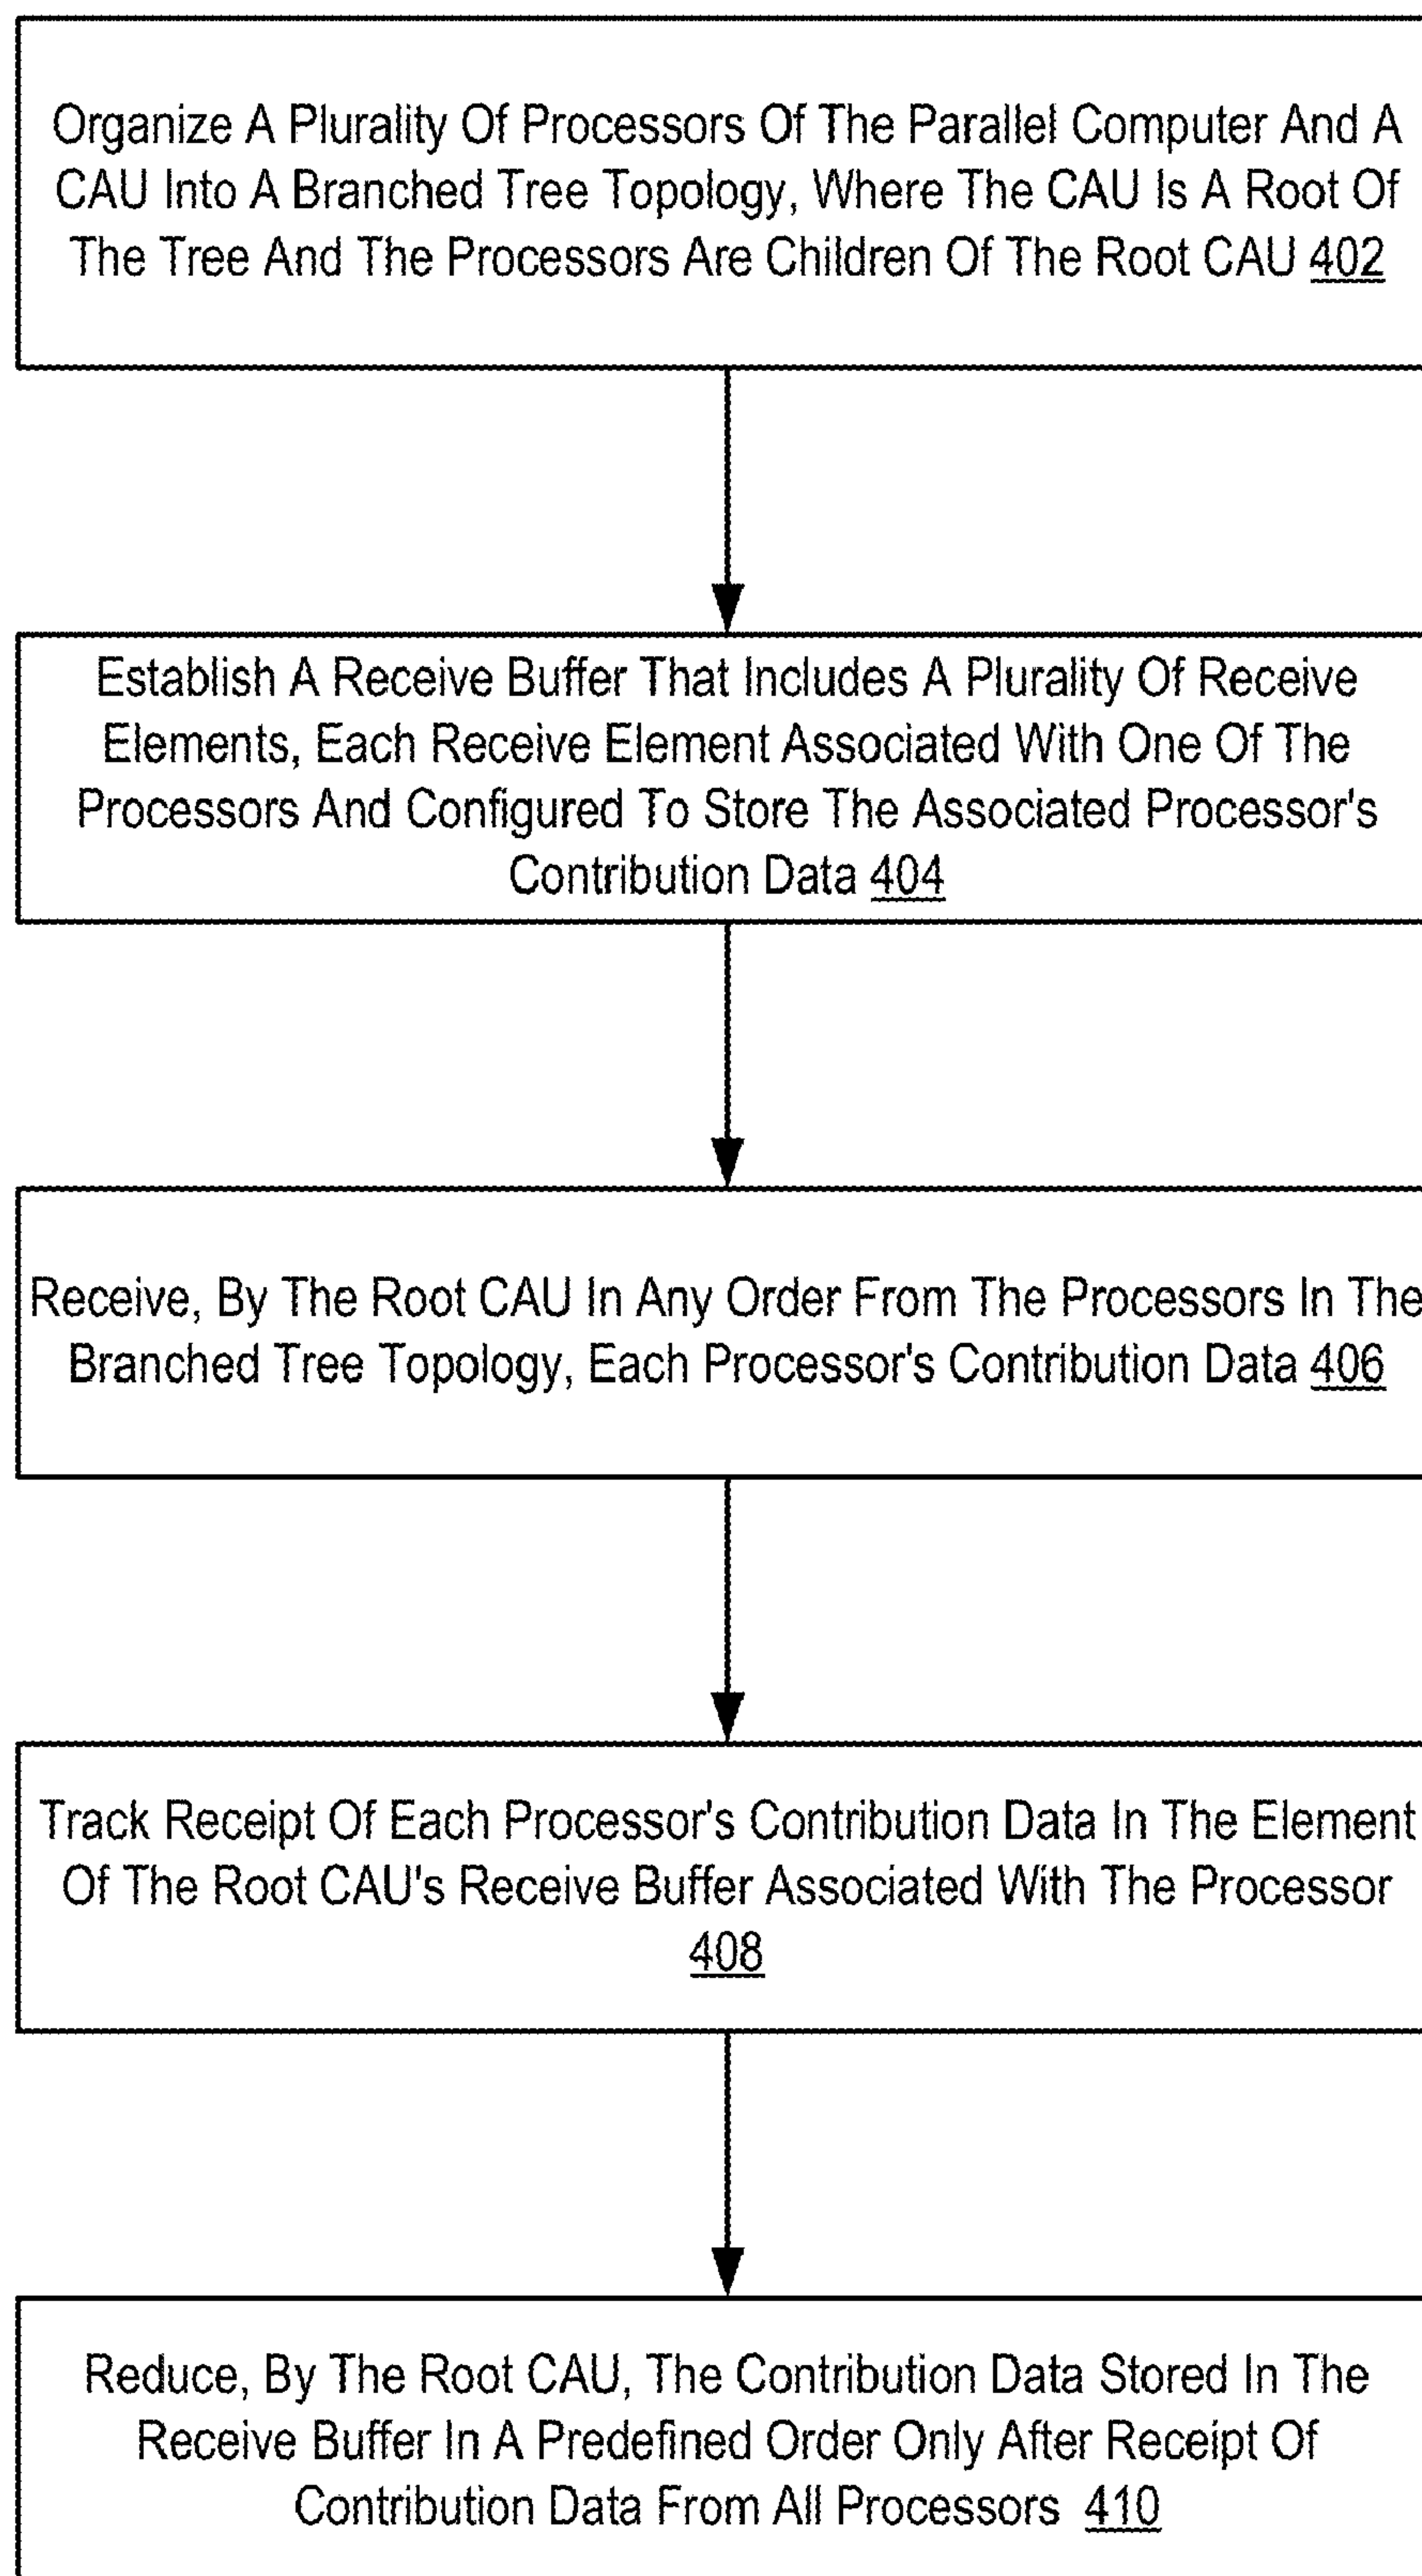 Organize A Plurality Of Processors Of The Parallel Computer And A
CAU Into A Branched Tree Topology, Where The CAU Is A Root Of
The Tree And The Processors Are Children Of The Root CAU 402
Establish A Receive Buffer That Includes A Plurality Of Receive
Elements, Each Receive Element Associated With One Of The
Processors And Configured To Store The Associated Processor's
Contribution Data 404
Receive, By The Root CAU In Any Order From The Processors In The
Branched Tree Topology, Each Processor's Contribution Data 406
Track Receipt Of Each Processor's Contribution Data In The Element
Of The Root CAU's Receive Buffer Associated With The Processor
408
Reduce, By The Root CAU, The Contribution Data Stored In The
Receive Buffer In A Predefined Order Only After Receipt Of
Contribution Data From All Processors 410